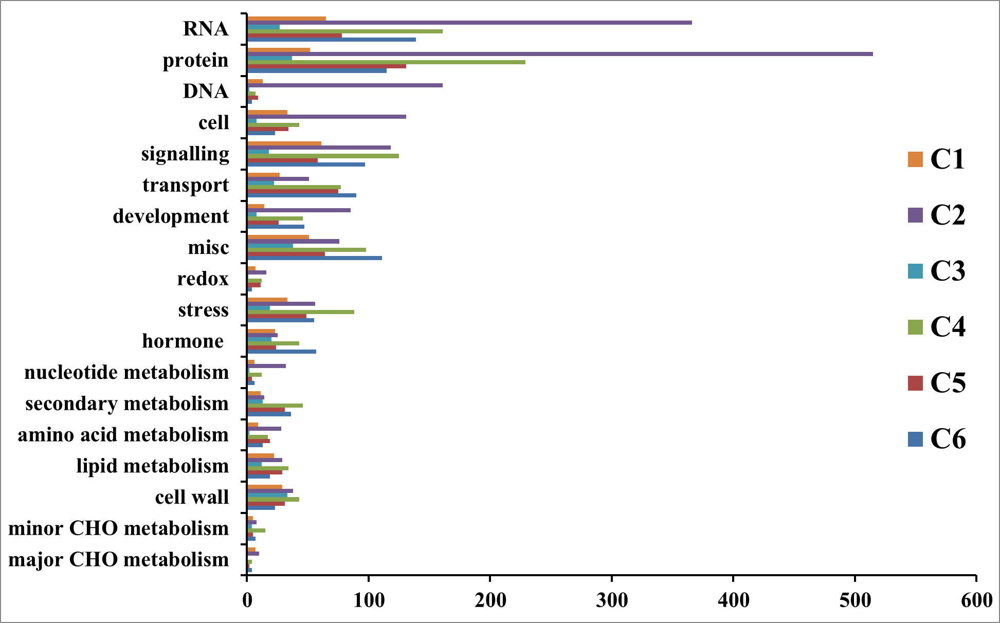 RNA
protein
DNA
cell
signalling
transport
development
misc
redox
stress
hormone
nucleotide metabolism
secondary metabolism
amino acid metabolism
lipid metabolism
cell wall
minor CHO metabolism
major CHO metabolism
0 100 200 300 400 500 600
C1
C2
C3
C4
C5
C6